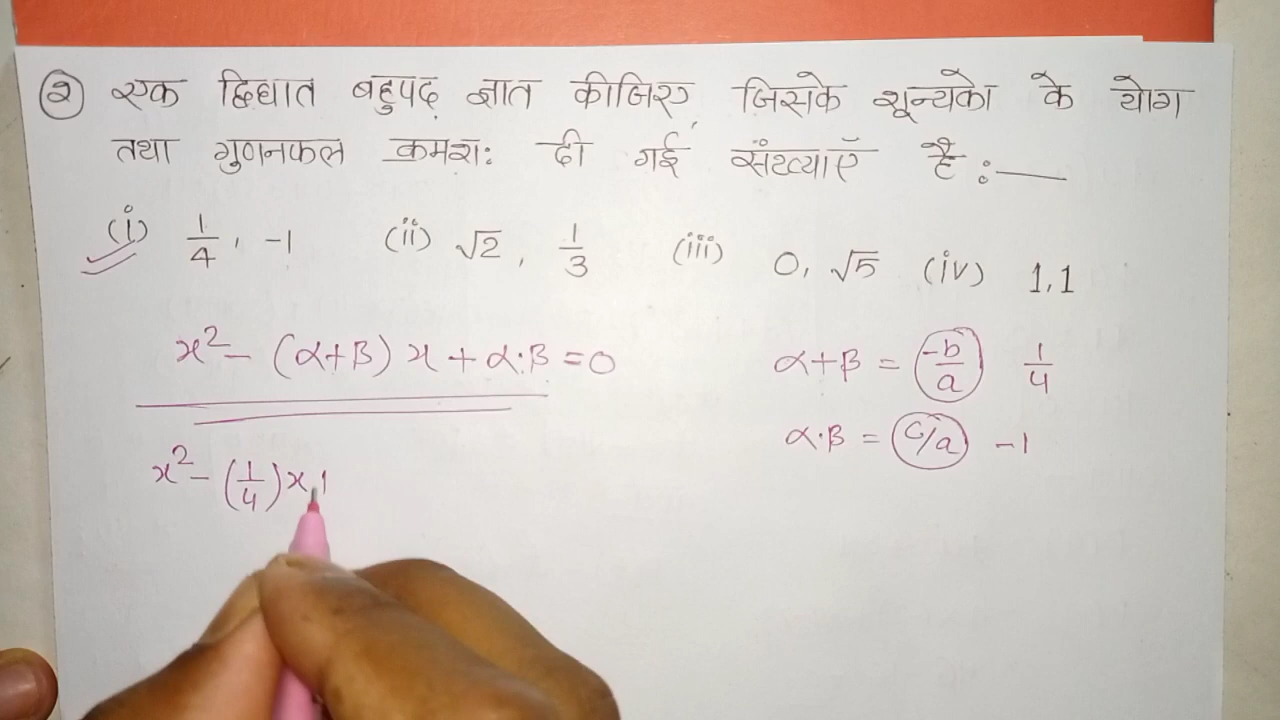 २ एक द्विघात बहुपद ज्ञात कीजिए, जिसके शून्यको के योग
तथा गुणनफल क्रमश: दी गई संख्याएँ है :—
(i) 1/4, -1 (ii) √2, 1/3 (iii) 0, √5 (iv) 1,1
x² - (α+β) x + α.β = 0
α+β = -b/a 1/4
α.β = c/a -1
x² - (1/4)x